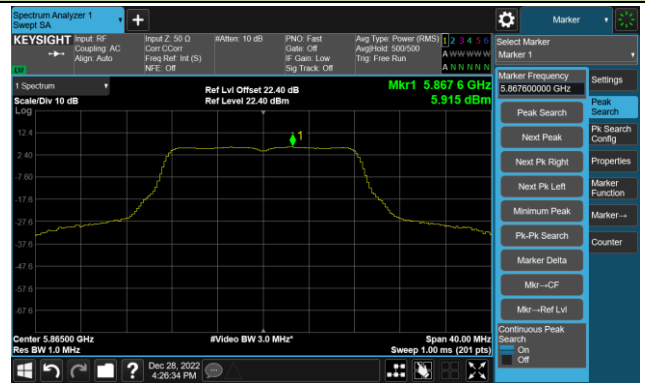 Spectrum Analyzer 1
Swept SA
Marker
KEYSIGHT
Input: RF
Coupling: AC
Align: Auto
Input Z: 50 Ω
Corr CCorr
Freq Ref: Int (S)
NFE: Off
#Atten: 10 dB
PNO: Fast
Gate: Off
IF Gain: Low
Sig Track: Off
Avg Type: Power (RMS)
Avg|Hold: 500/500
Trig: Free Run
1 2 3 4 5 6
A W W W W W
A N N N N N
Select Marker
Marker 1
1 Spectrum
Scale/Div 10 dB
Log
Ref Lvl Offset 22.40 dB
Ref Level 22.40 dBm
Mkr1 5.867 6 GHz
5.915 dBm
1
12.4
2.40
-7.60
-17.6
-27.6
-37.6
-47.6
-57.6
-67.6
Center 5.86500 GHz
Res BW 1.0 MHz
#Video BW 3.0 MHz*
Span 40.00 MHz
Sweep 1.00 ms (201 pts)
Marker Frequency
5.867600000 GHz
Peak Search
Next Peak
Next Pk Right
Next Pk Left
Minimum Peak
Pk-Pk Search
Marker Delta
Mkr→CF
Mkr→Ref Lvl
Continuous Peak
Search
On
Off
Settings
Peak
Search
Pk Search
Config
Properties
Marker
Function
Marker→
Counter
?
Dec 28, 2022
4:26:34 PM